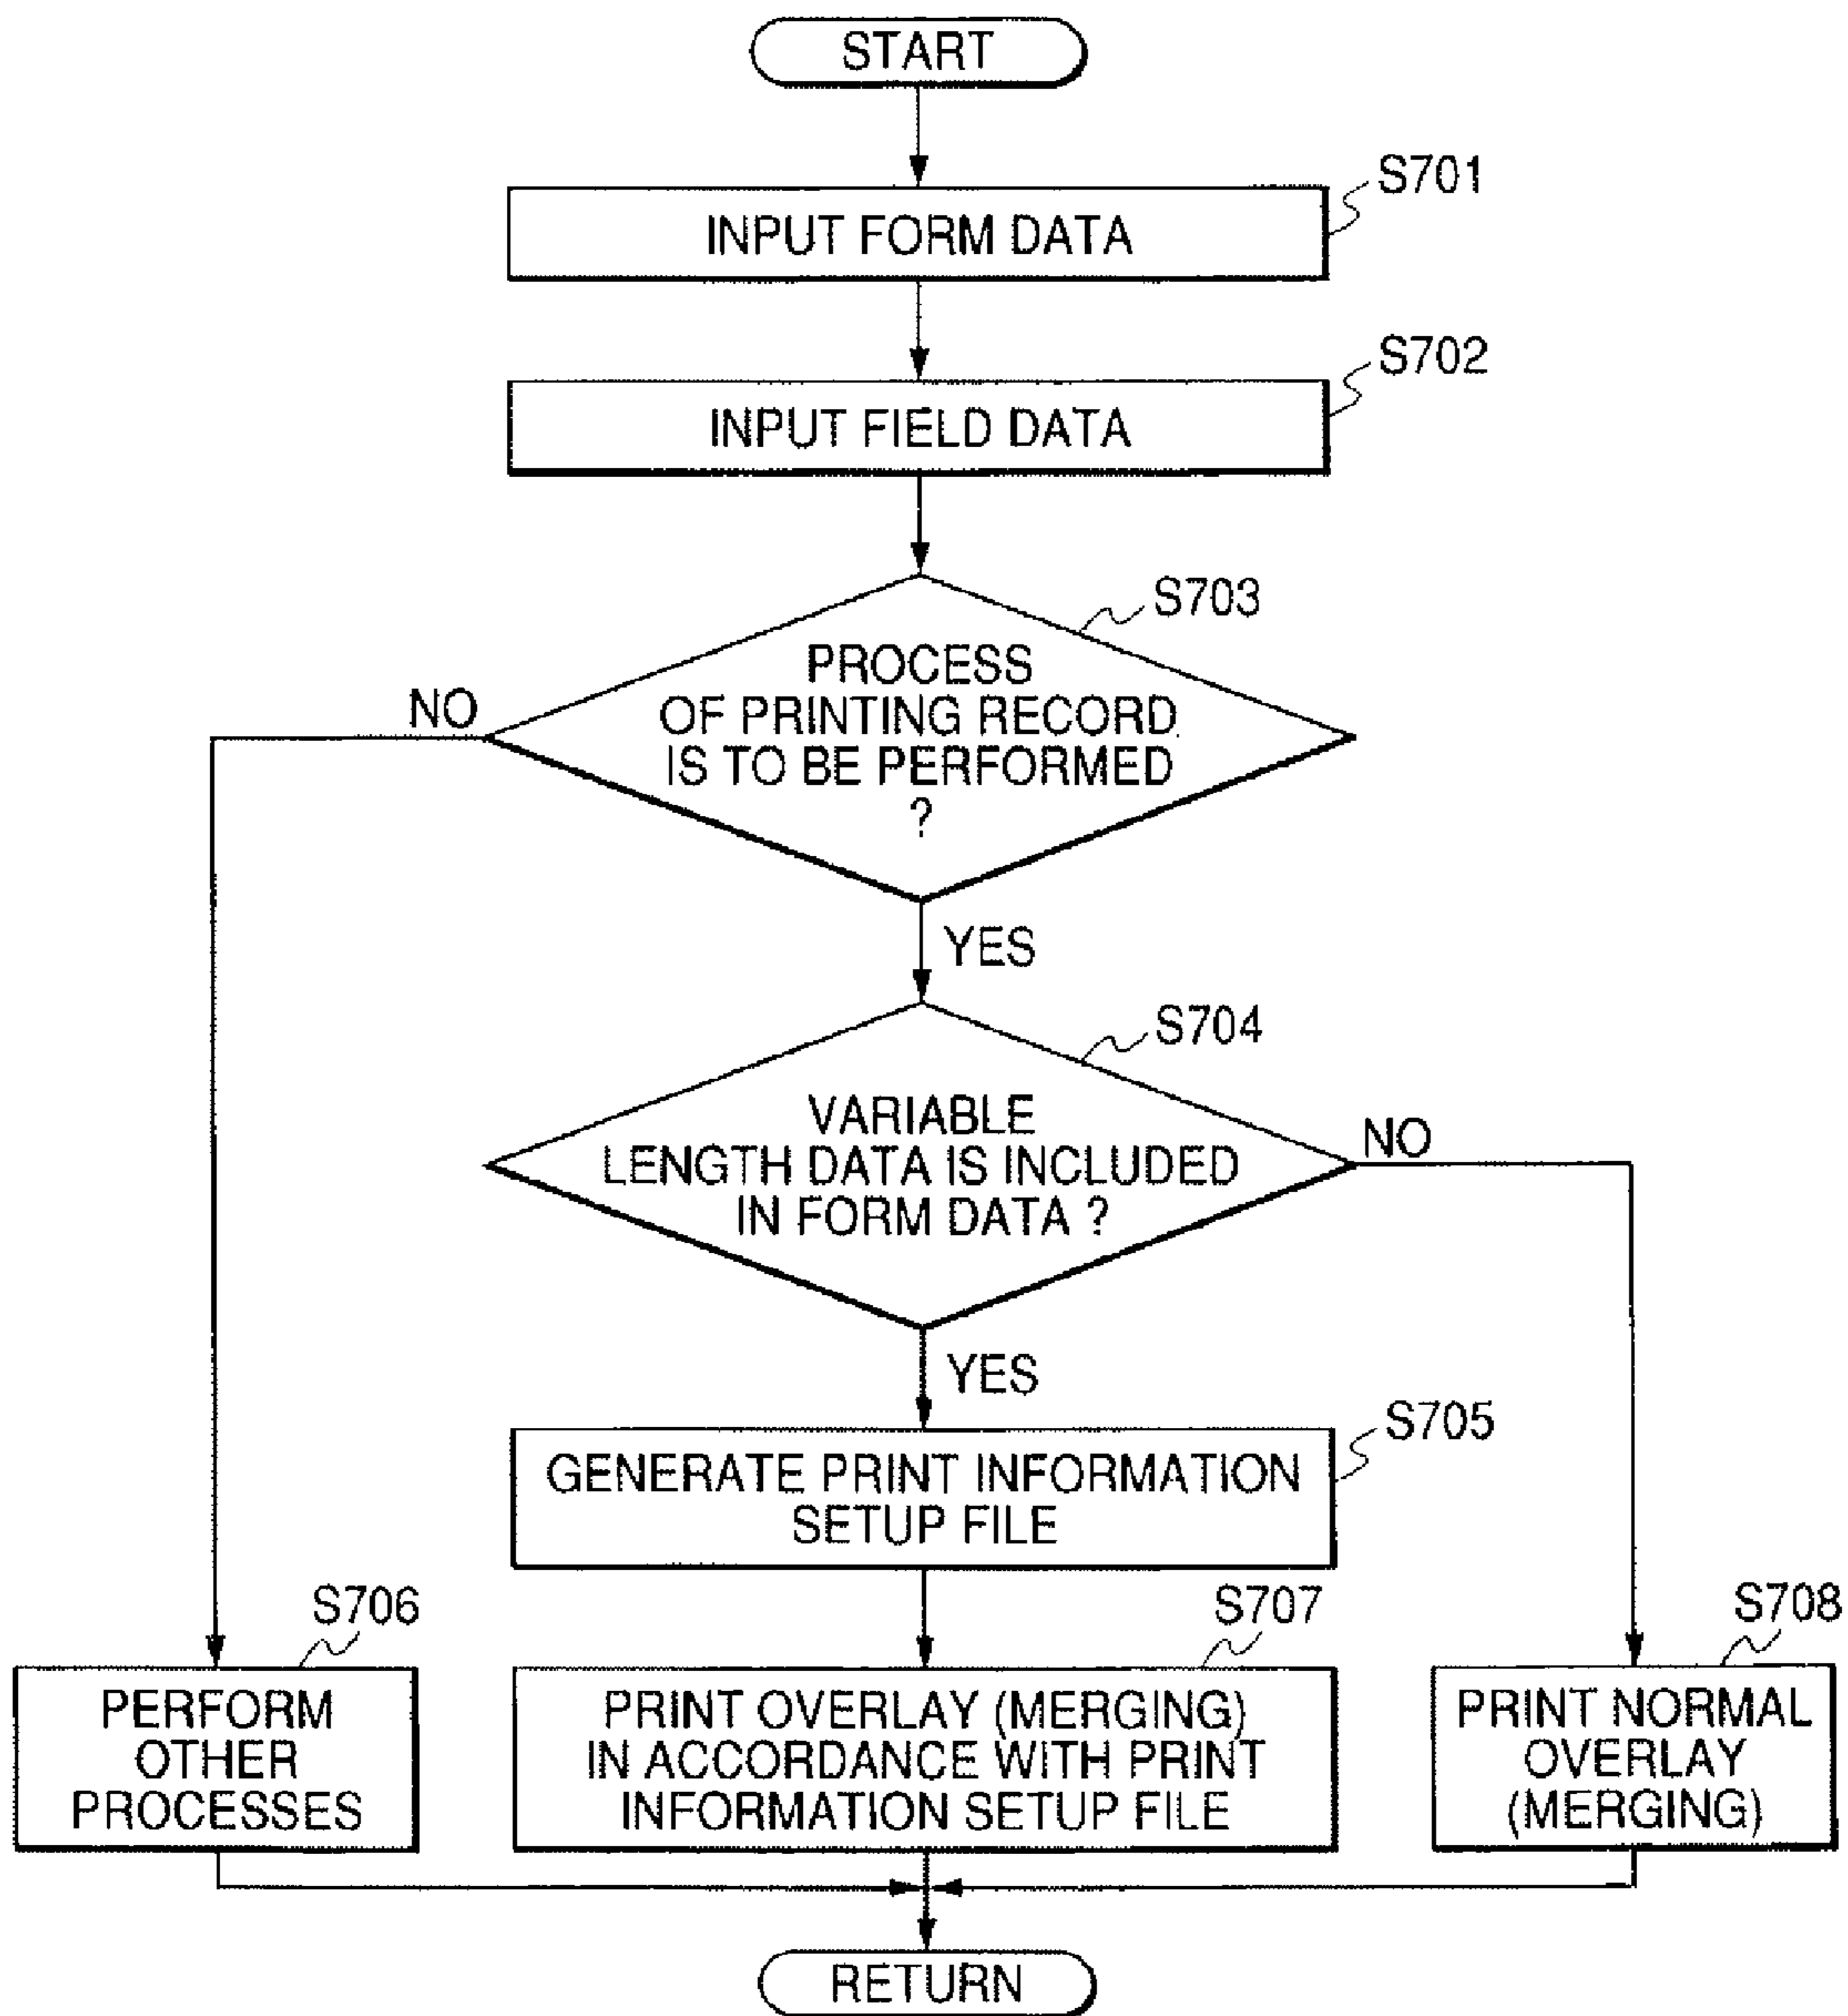 START
S701
INPUT FORM DATA
S702
INPUT FIELD DATA
S703
PROCESS
OF PRINTING RECORD
IS TO BE PERFORMED
?
NO
YES
S704
VARIABLE
LENGTH DATA IS INCLUDED
IN FORM DATA ?
NO
YES
S705
GENERATE PRINT INFORMATION
SETUP FILE
S706
PERFORM
OTHER
PROCESSES
S707
PRINT OVERLAY (MERGING)
IN ACCORDANCE WITH PRINT
INFORMATION SETUP FILE
S708
PRINT NORMAL
OVERLAY
(MERGING)
RETURN